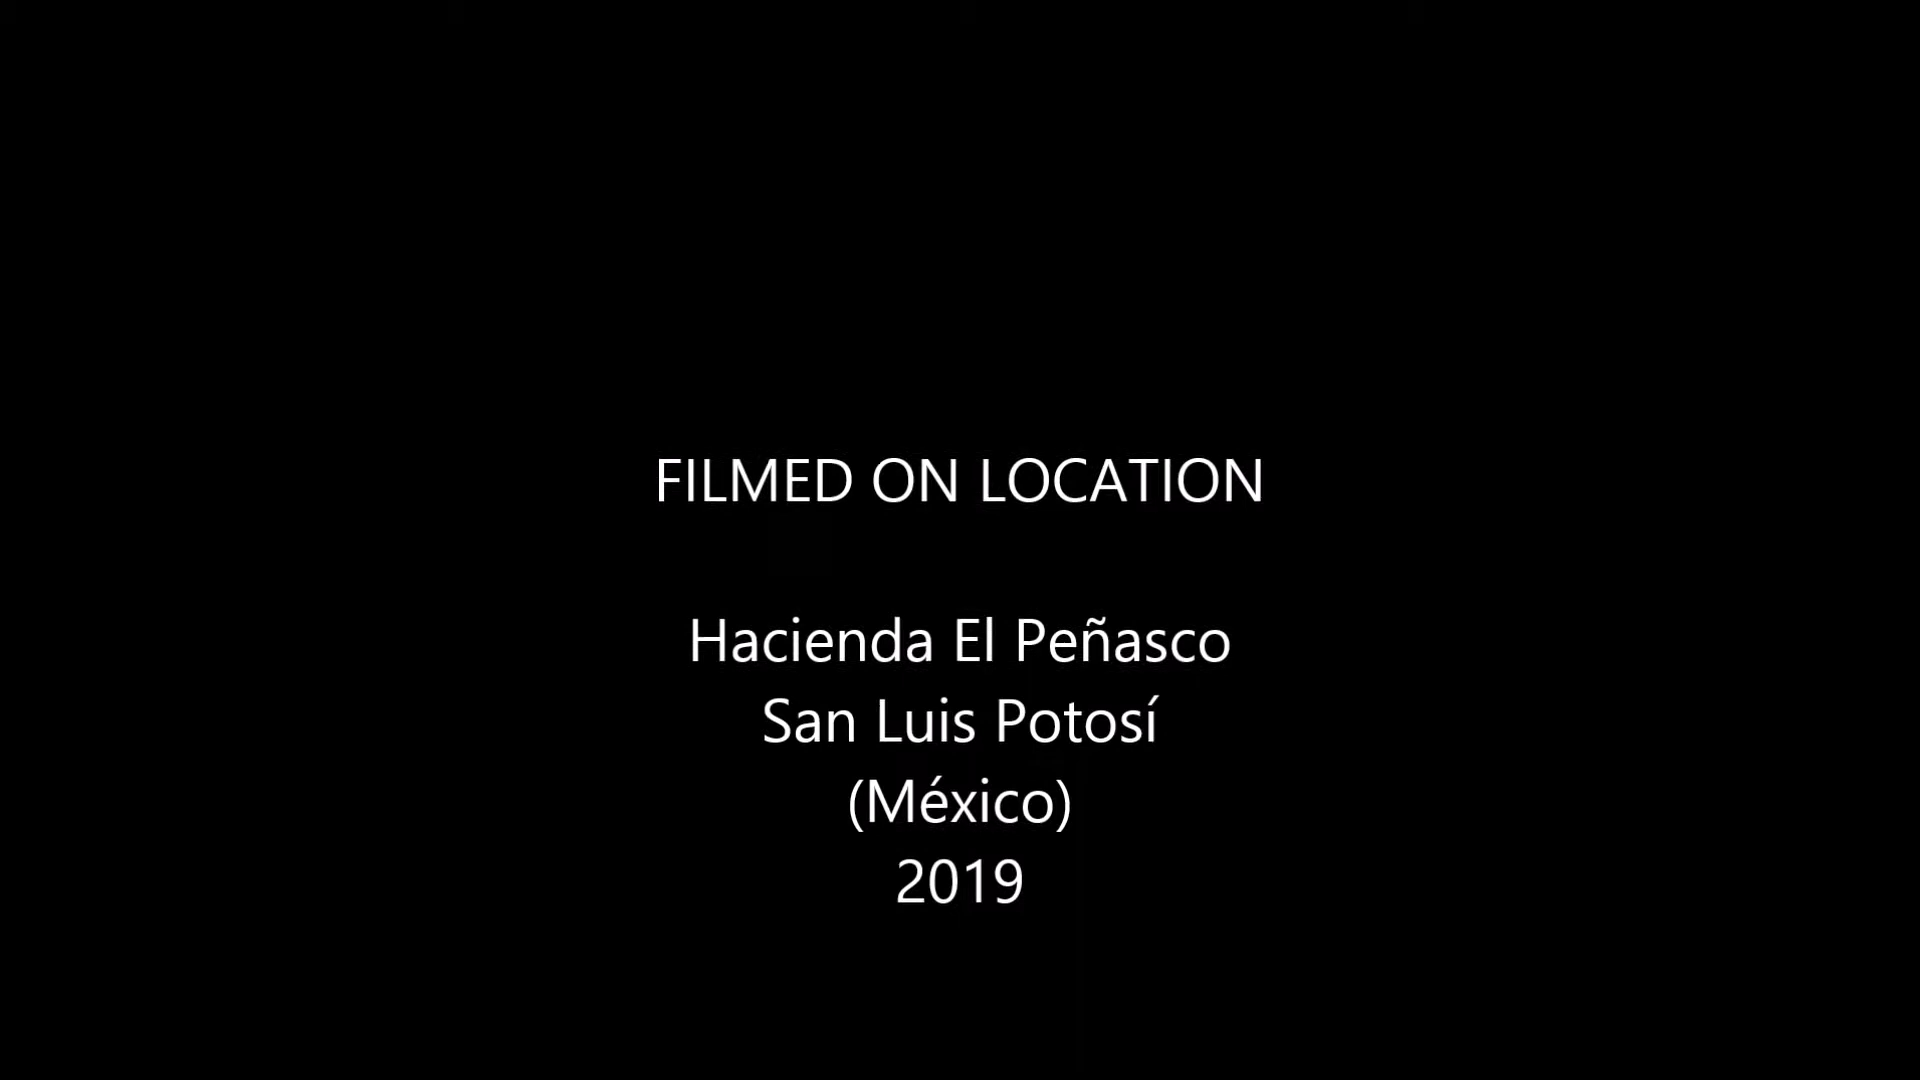 FILMED ON LOCATION
Hacienda El Peñasco
San Luis Potosí
(México)
2019